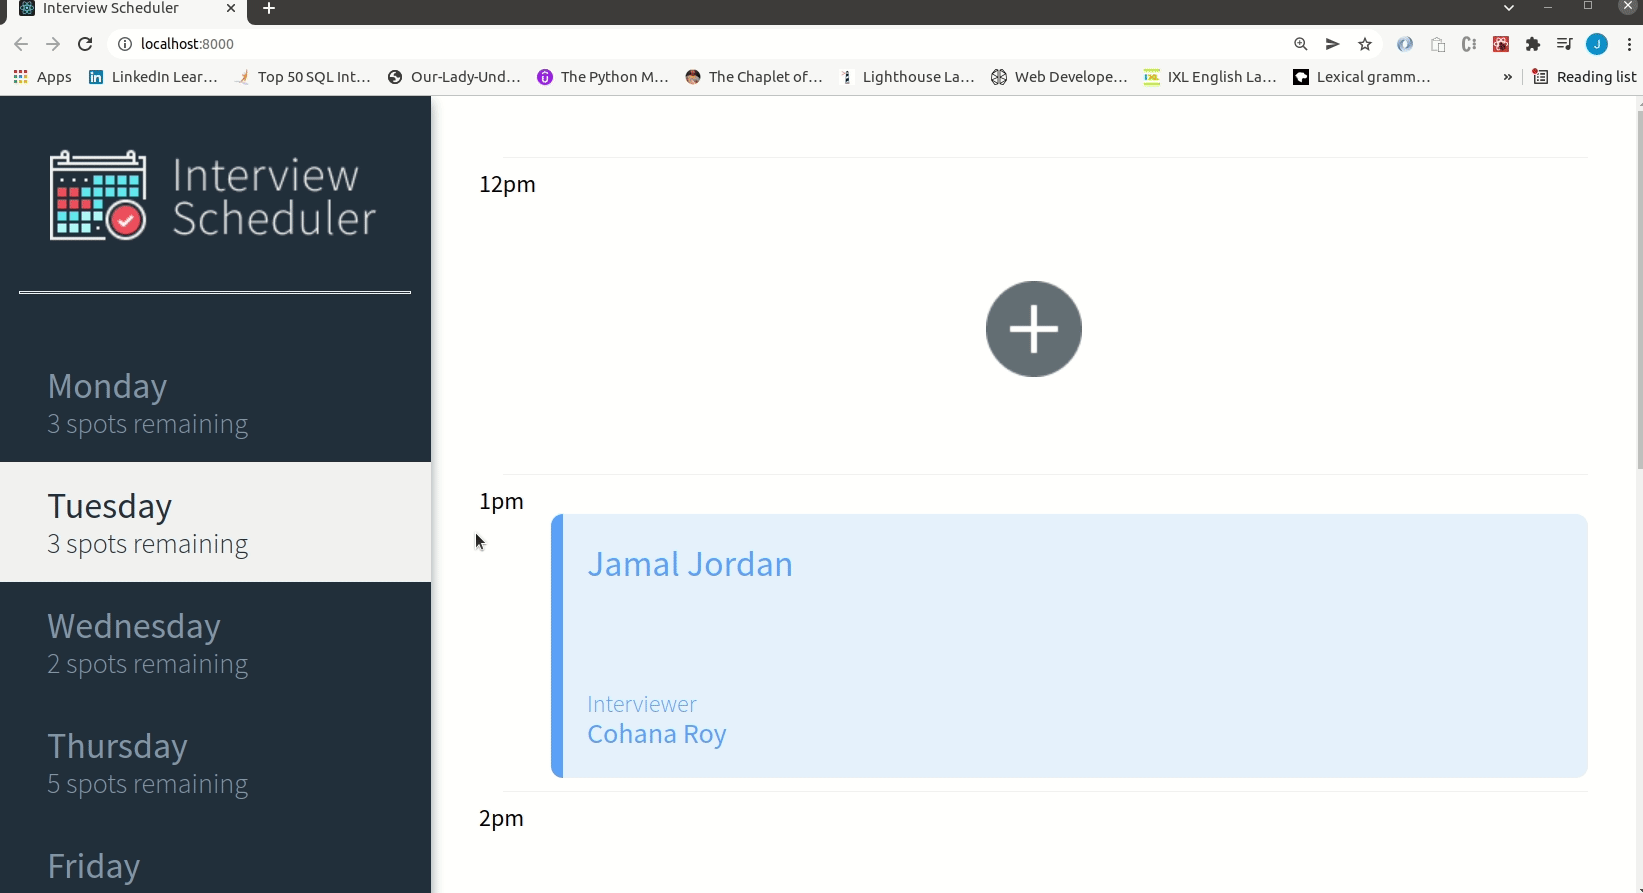 Interview Scheduler
localhost:8000
J
Apps
LinkedIn Lear...
Top 50 SQL Int...
Our-Lady-Und...
The Python M...
The Chaplet of...
Lighthouse La...
Web Develope...
IXL English La...
Lexical gramm...
»
Reading list
Interview
Scheduler
Monday
3 spots remaining
Tuesday
3 spots remaining
Wednesday
2 spots remaining
Thursday
5 spots remaining
Friday
12pm
1pm
Jamal Jordan
Interviewer
Cohana Roy
2pm